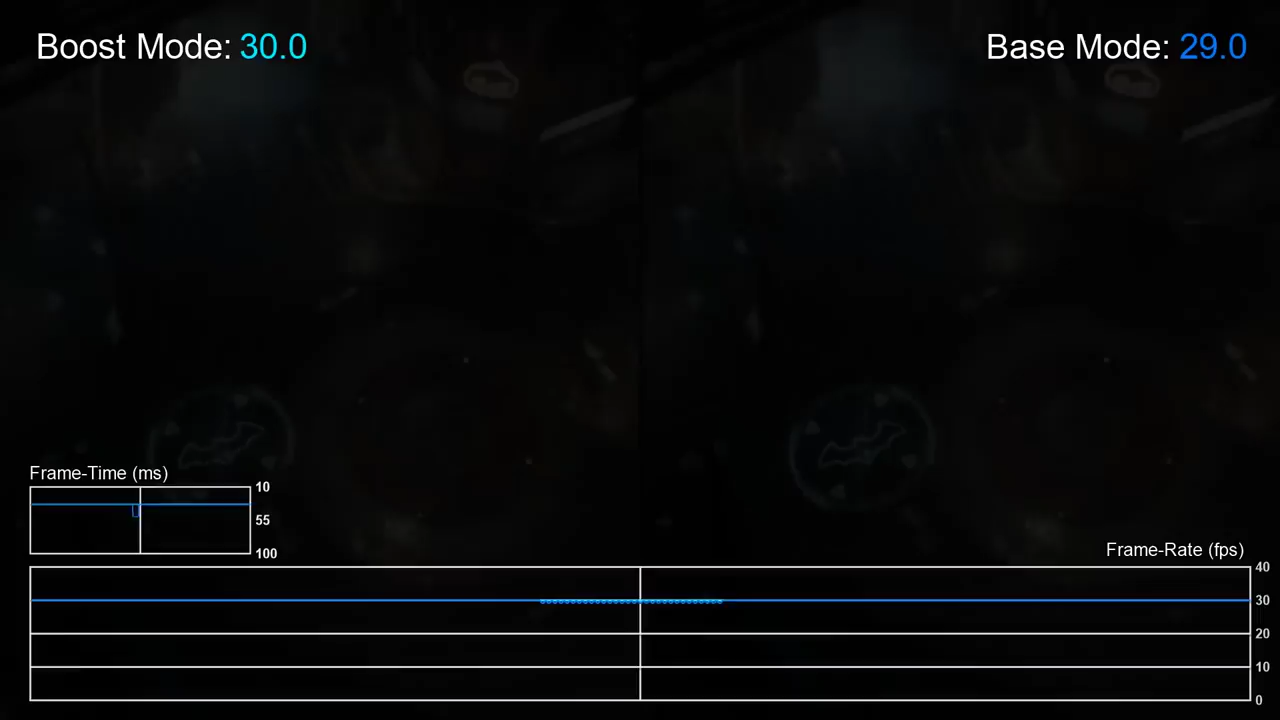 Boost Mode: 30.0
Base Mode: 29.0
Frame-Time (ms)
10
55
100
Frame-Rate (fps)
40
30
20
10
0